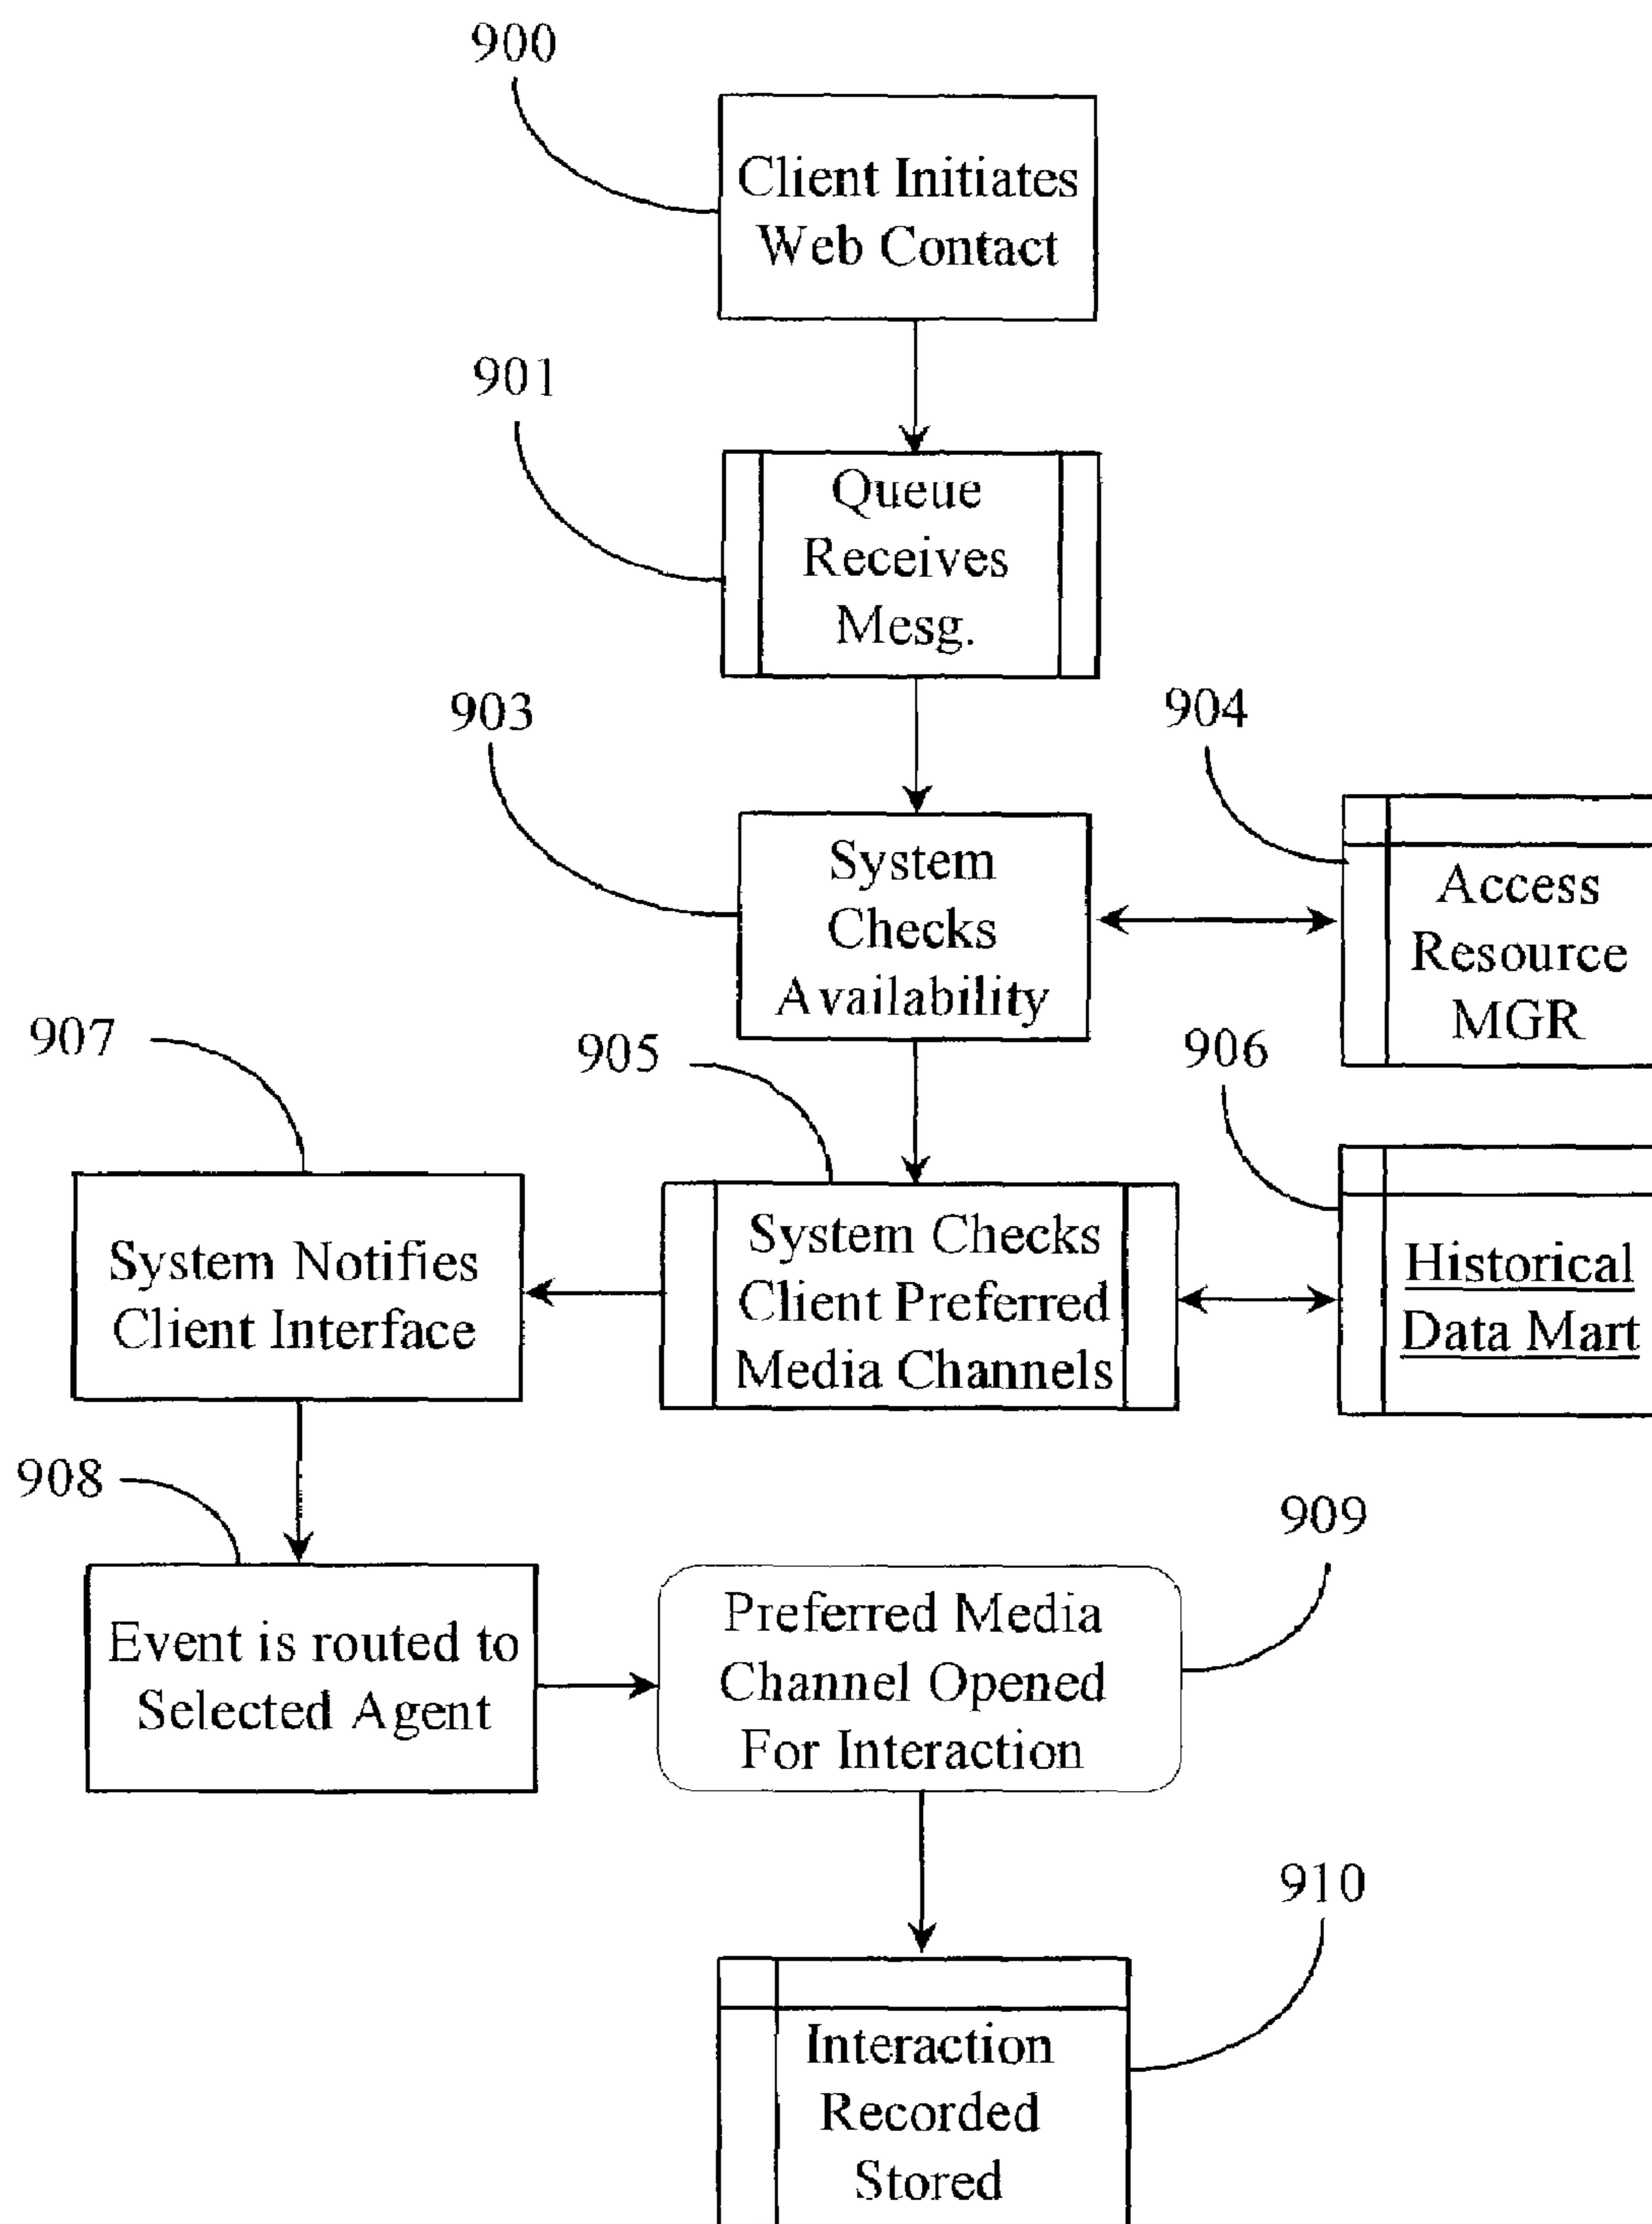 900
Client Initiates
Web Contact
901
Queue
Receives
Mesg.
903
System
Checks
Availability
904
Access
Resource
MGR
907
905
906
System Notifies
Client Interface
System Checks
Client Preferred
Media Channels
Historical
Data Mart
908
Event is routed to
Selected Agent
909
Preferred Media
Channel Opened
For Interaction
910
Interaction
Recorded
Stored